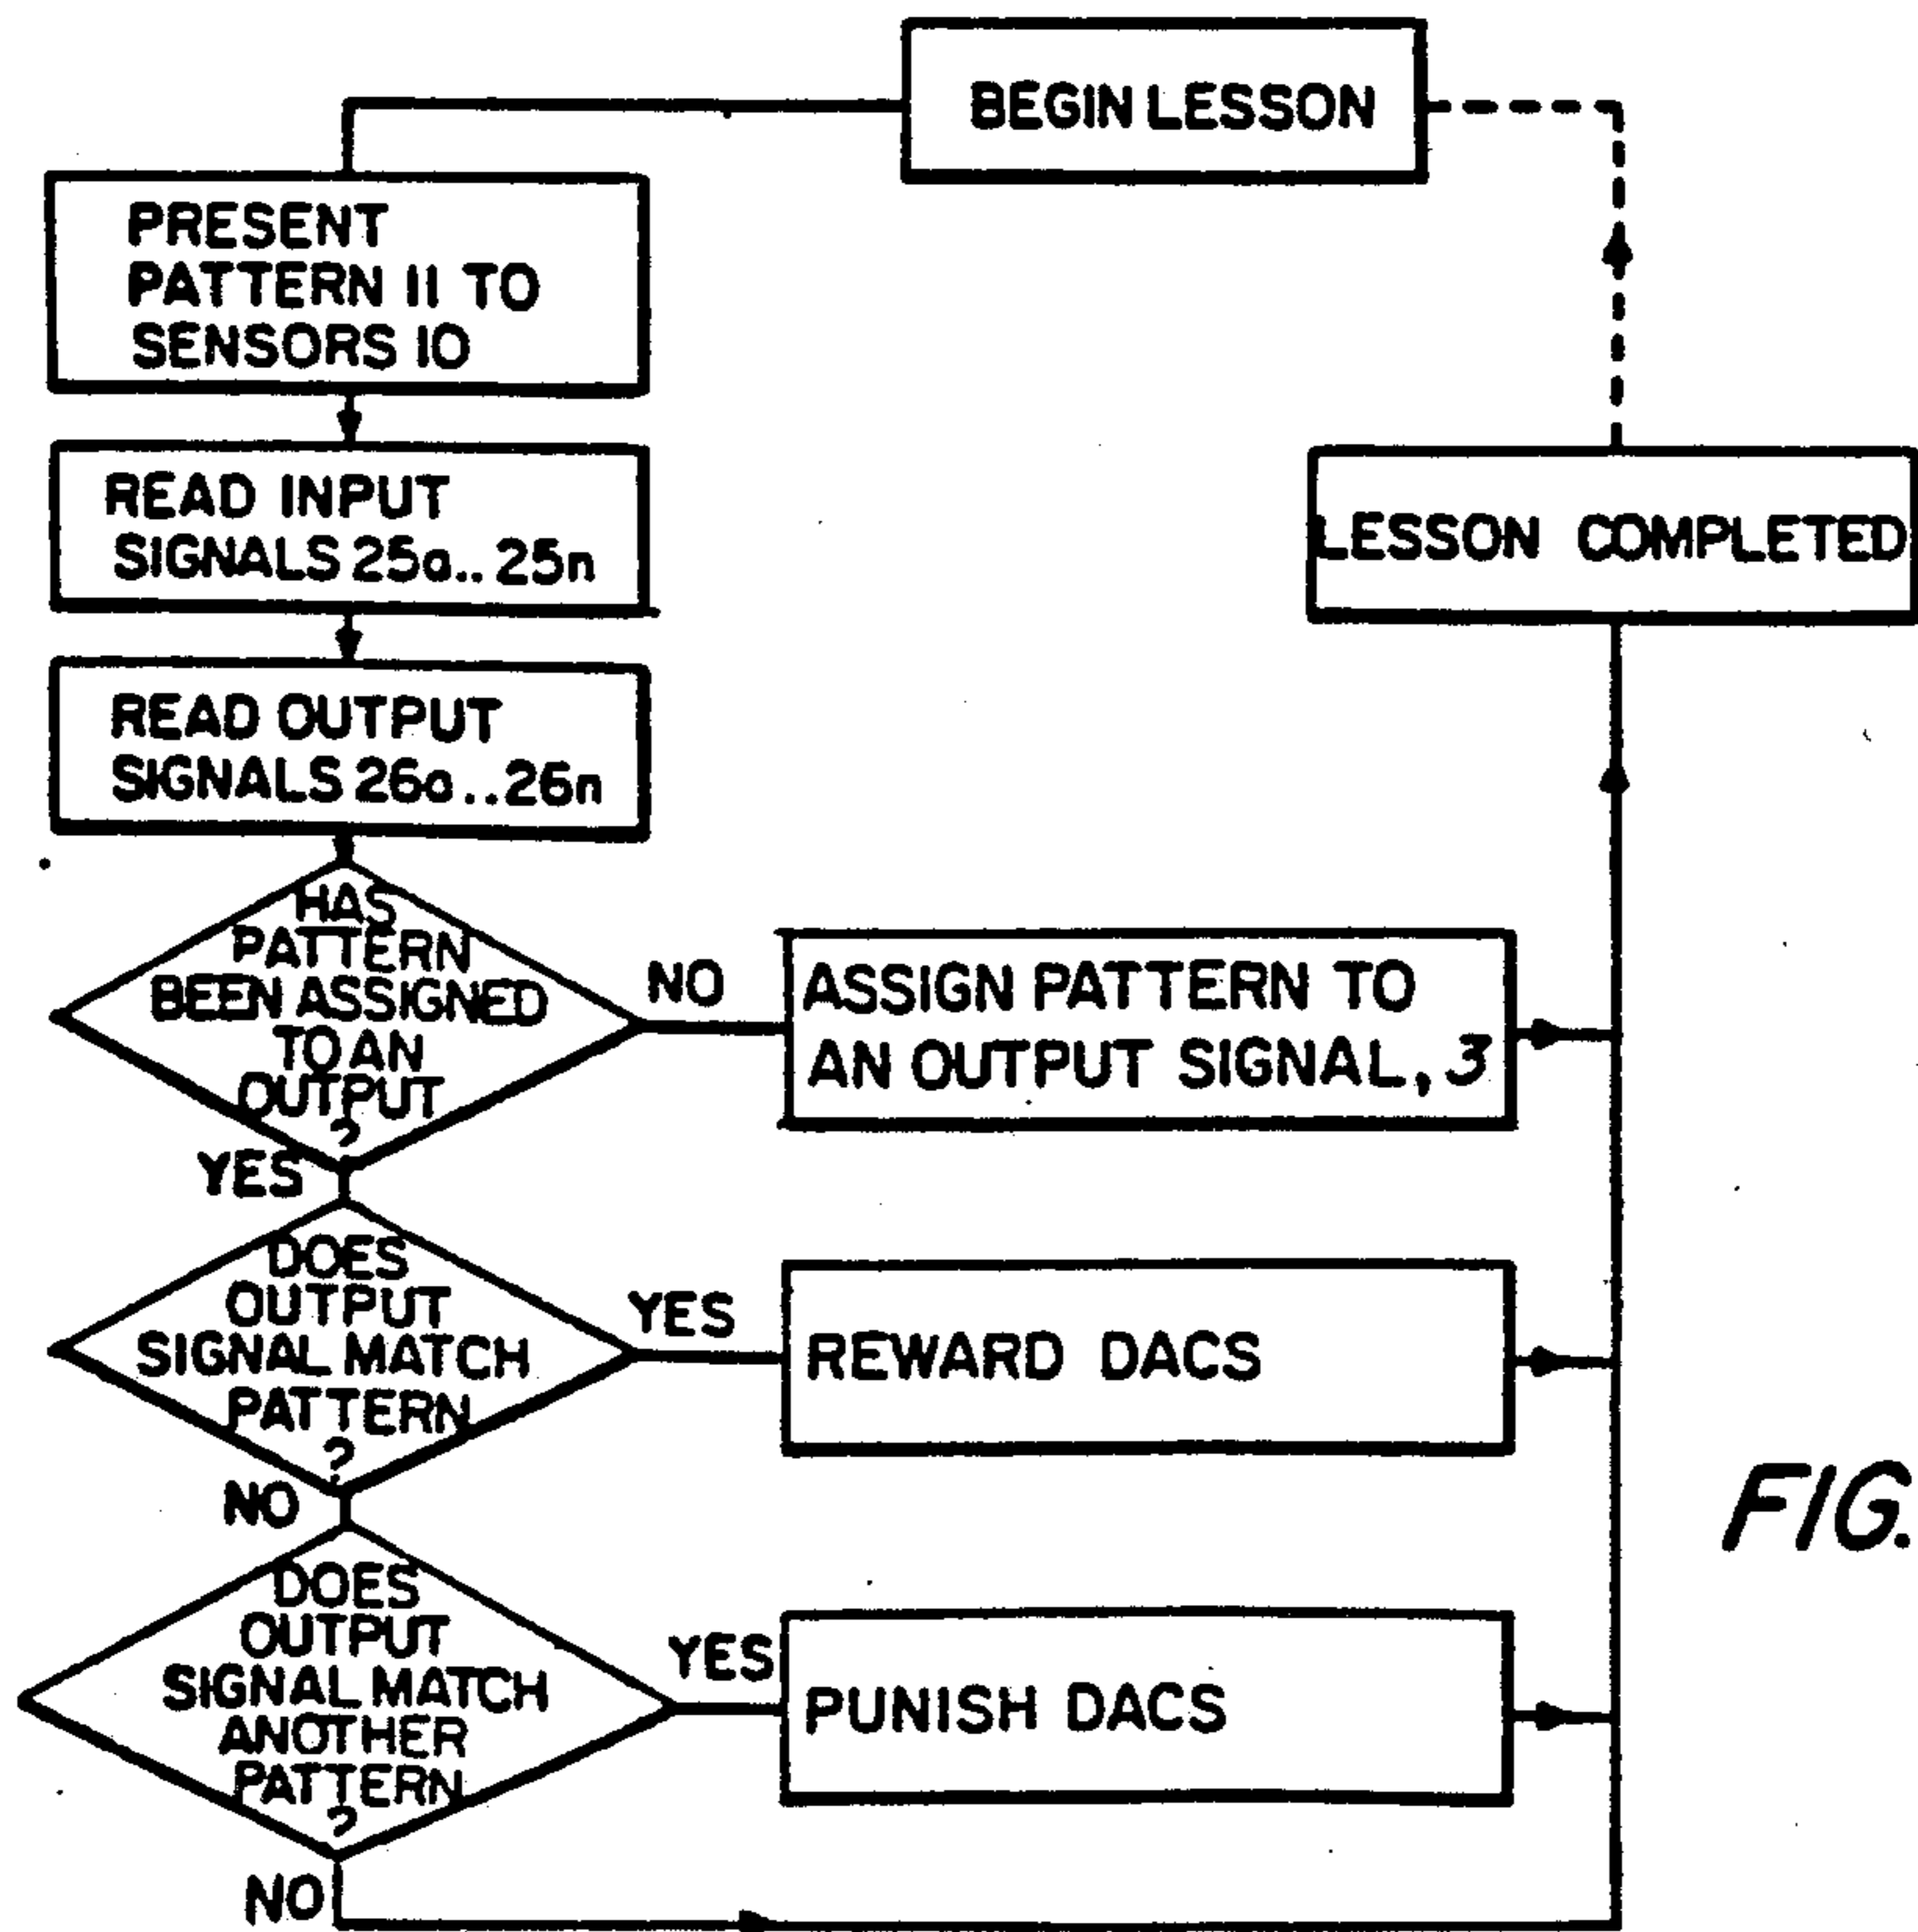 BEGIN LESSON
PRESENT
PATTERN 11 TO
SENSORS 10
READ INPUT
SIGNALS 25a.. 25n
READ OUTPUT
SIGNALS 26a..26n
LESSON COMPLETED
HAS
PATTERN
BEEN ASSIGNED
TO AN
OUTPUT
?
NO
ASSIGN PATTERN TO
AN OUTPUT SIGNAL, 3
YES
DOES
OUTPUT
SIGNAL MATCH
PATTERN
?
YES
REWARD DACS
NO
DOES
OUTPUT
SIGNAL MATCH
ANOTHER
PATTERN
?
YES
PUNISH DACS
NO
FIG.